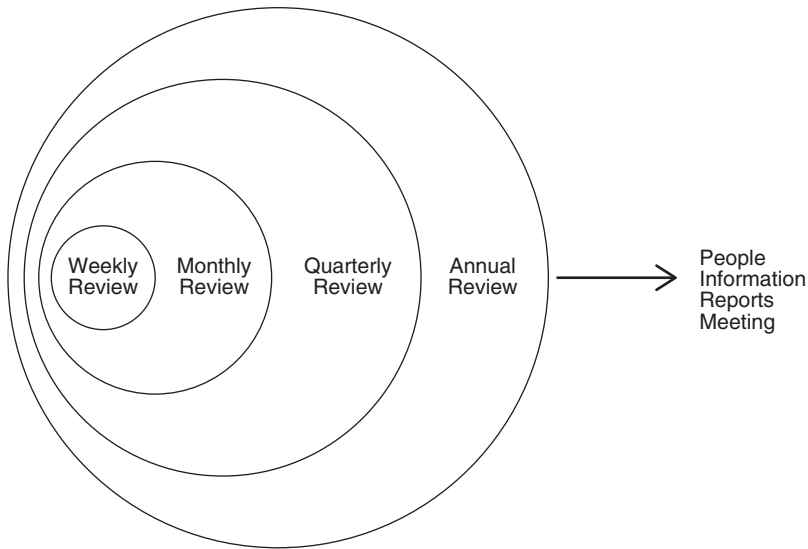 Weekly
Review
Monthly
Review
Quarterly
Review
Annual
Review
People
Information
Reports
Meeting